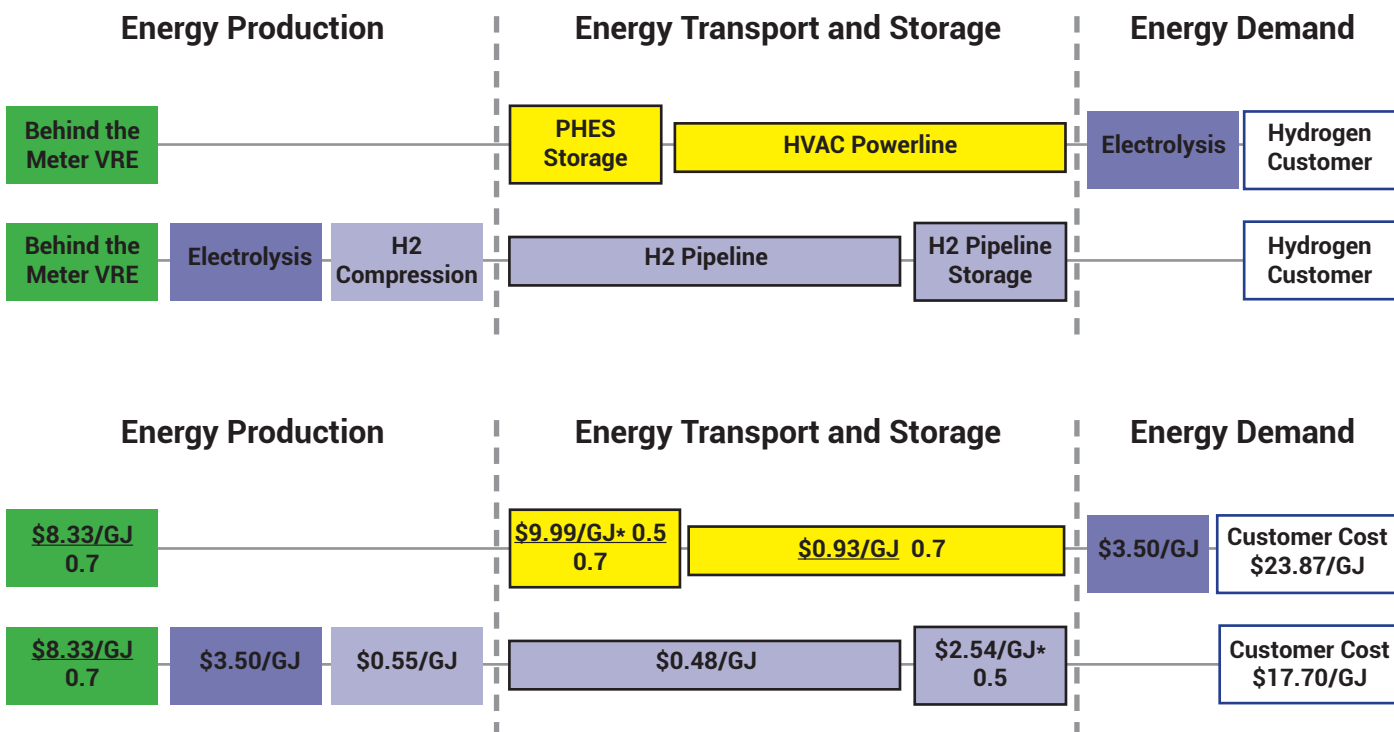 Energy Production
Energy Transport and Storage
Energy Demand
Behind the
Meter VRE
PHES
Storage
HVAC Powerline
Electrolysis
Hydrogen
Customer
Behind the
Meter VRE
Electrolysis
H2
Compression
H2 Pipeline
H2 Pipeline
Storage
Hydrogen
Customer
Energy Production
Energy Transport and Storage
Energy Demand
$8.33/GJ
0.7
$9.99/GJ* 0.5
0.7
$0.93/GJ 0.7
$3.50/GJ
Customer Cost
$23.87/GJ
$8.33/GJ
0.7
$3.50/GJ
$0.55/GJ
$0.48/GJ
$2.54/GJ*
0.5
Customer Cost
$17.70/GJ